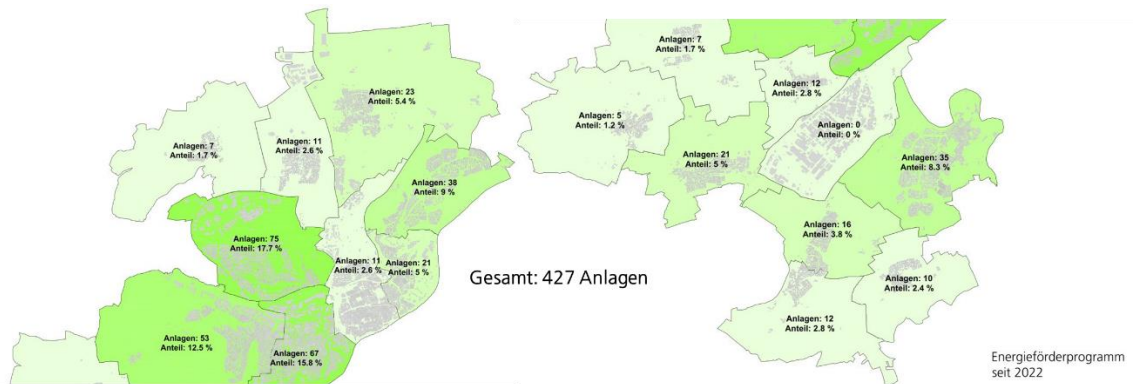 Anlagen: 23
Anteil: 5.4 %
Anlagen: 7
Anteil: 1.7 %
Anlagen: 11
Anteil: 2.6 %
Anlagen: 38
Anteil: 9 %
Anlagen: 75
Anteil: 17.7 %
Anlagen: 11
Anteil: 2.6 %
Anlagen: 21
Anteil: 5 %
Anlagen: 53
Anteil: 12.5 %
Anlagen: 67
Anteil: 15.8 %
Gesamt: 427 Anlagen
Anlagen: 7
Anteil: 1.7 %
Anlagen: 12
Anteil: 2.8 %
Anlagen: 5
Anteil: 1.2 %
Anlagen: 0
Anteil: 0 %
Anlagen: 21
Anteil: 5 %
Anlagen: 35
Anteil: 8.3 %
Anlagen: 16
Anteil: 3.8 %
Anlagen: 10
Anteil: 2.4 %
Anlagen: 12
Anteil: 2.8 %
Energieförderprogramm
seit 2022